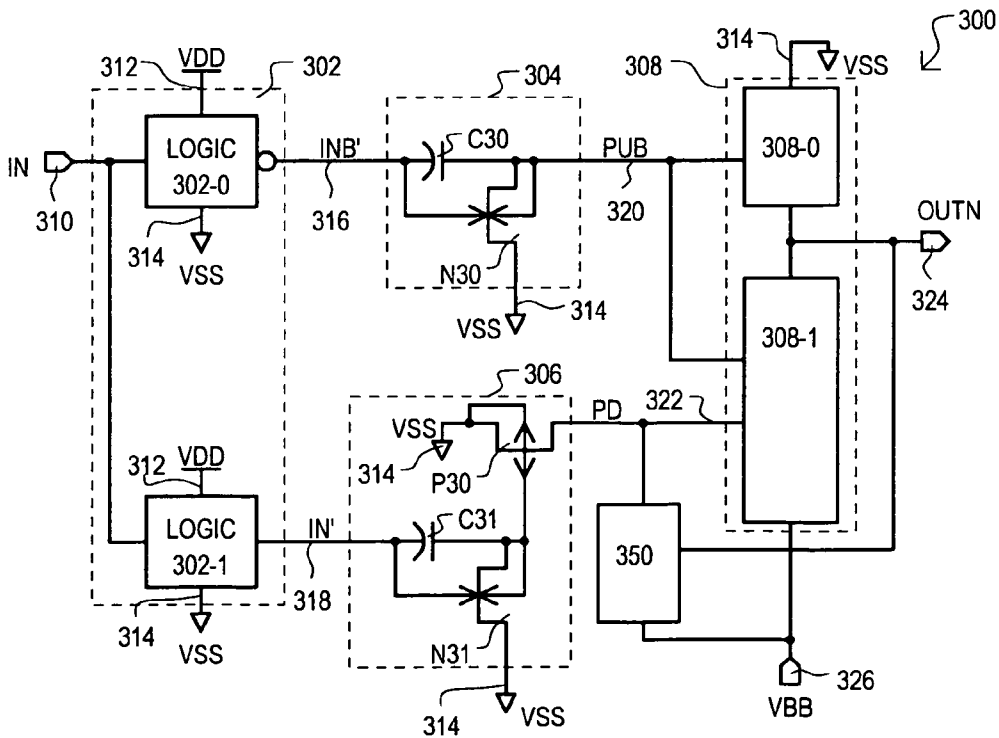 300
314
VSS
308
VDD
312
302
304
LOGIC
302-0
INB'
C30
PUB
308-0
IN
310
316
320
OUTN
314
VSS
N30
324
314
VSS
308-1
306
VSS
PD
322
314
P30
VDD
312
LOGIC
302-1
IN'
C31
350
318
314
VSS
N31
314
VSS
326
VBB